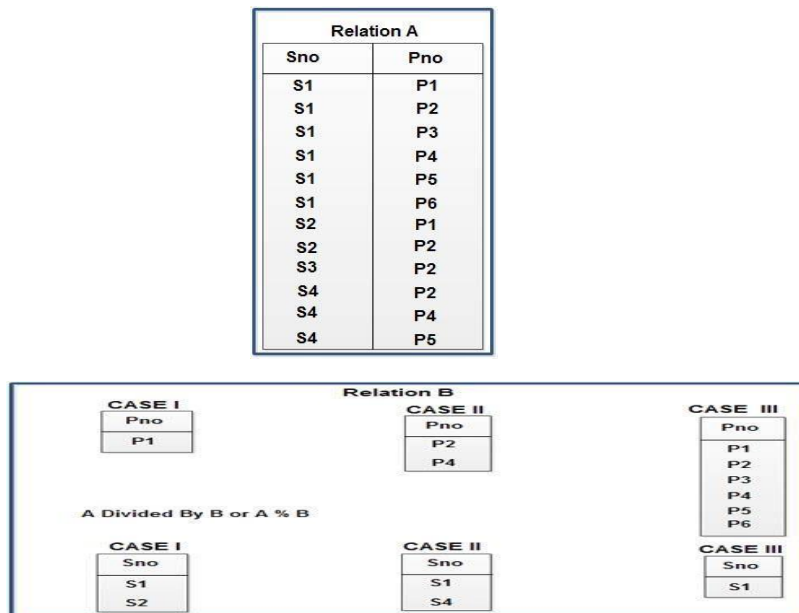 Relation A
Sno Pno
S1 P1
S1 P2
S1 P3
S1 P4
S1 P5
S1 P6
S2 P1
S2 P2
S3 P2
S4 P2
S4 P4
S4 P5
Relation B
CASE I CASE II CASE III
Pno Pno Pno
P1 P2 P1
P4 P2
P3
P4
P5
P6
A Divided By B or A % B
CASE I CASE II CASE III
Sno Sno Sno
S1 S1 S1
S2 S4